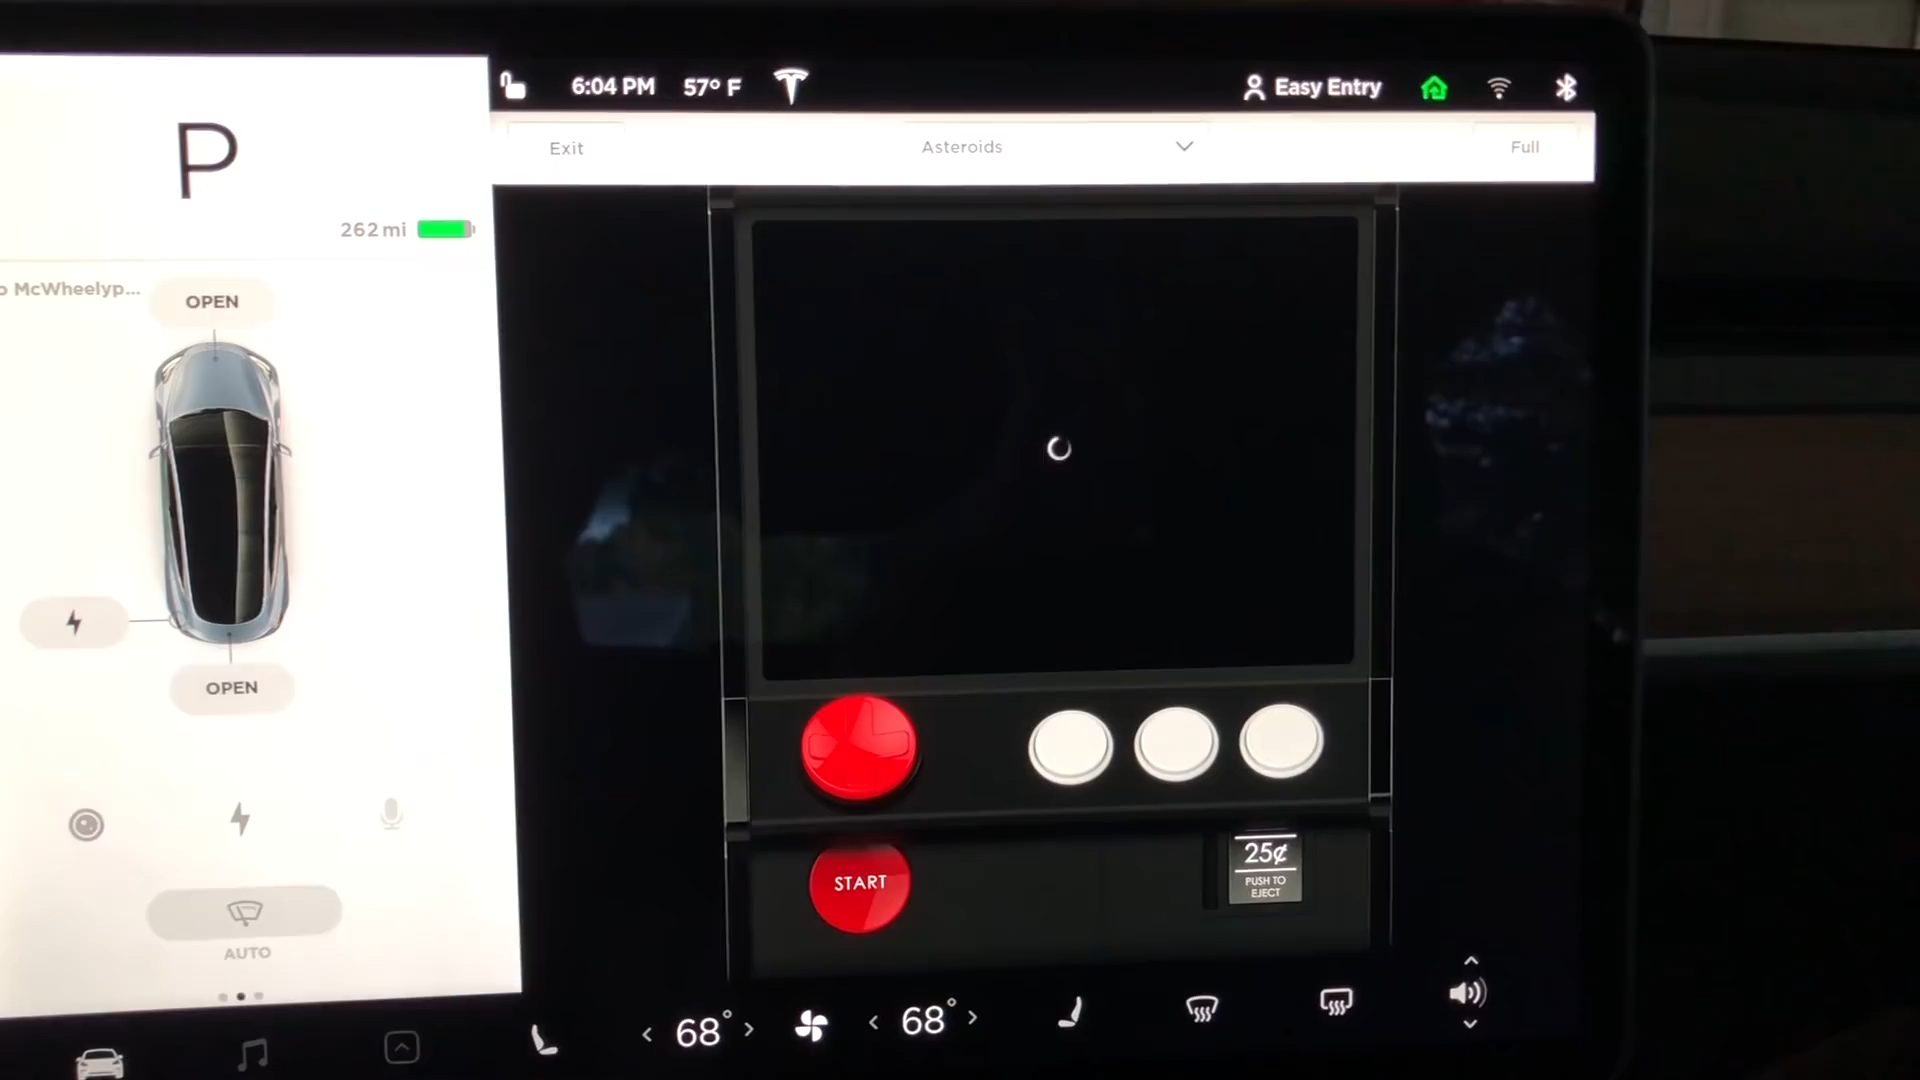 6:04 PM 57° F Easy Entry
Exit Asteroids Full
P
262 mi
McWheelyp...
OPEN
OPEN
AUTO
START
25¢
PUSH TO
EJECT
< 68° > < 68° >